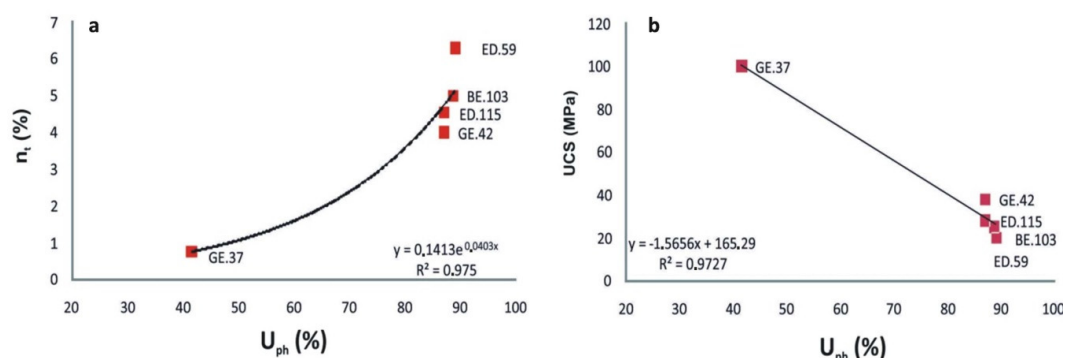 a
7
6
5
4
3
2
1
0
nt (%)
ED.59
BE.103
ED.115
GE.42
GE.37
y = 0.1413e^0.0403x
R² = 0.975
20 30 40 50 60 70 80 90 100
Uph (%)
b
120
100
80
60
40
20
0
UCS (MPa)
GE.37
GE.42
ED.115
BE.103
ED.59
y = -1.5656x + 165.29
R² = 0.9727
20 30 40 50 60 70 80 90 100
Uph (%)